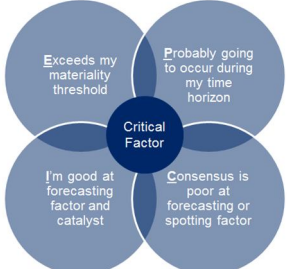 Exceeds my
materiality
threshold
Probably going
to occur during
my time
horizon
Critical
Factor
I'm good at
forecasting
factor and
catalyst
Consensus is
poor at
forecasting or
spotting factor